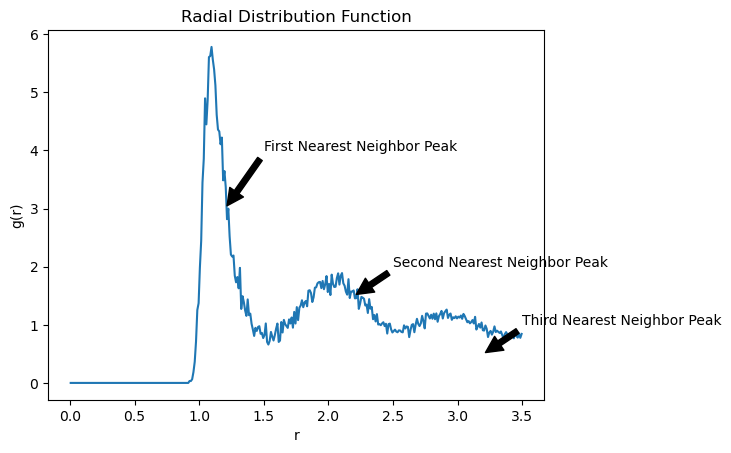 Radial Distribution Function
6
5
4
3
2
1
0
g(r)
First Nearest Neighbor Peak
Second Nearest Neighbor Peak
Third Nearest Neighbor Peak
0.0 0.5 1.0 1.5 2.0 2.5 3.0 3.5
r